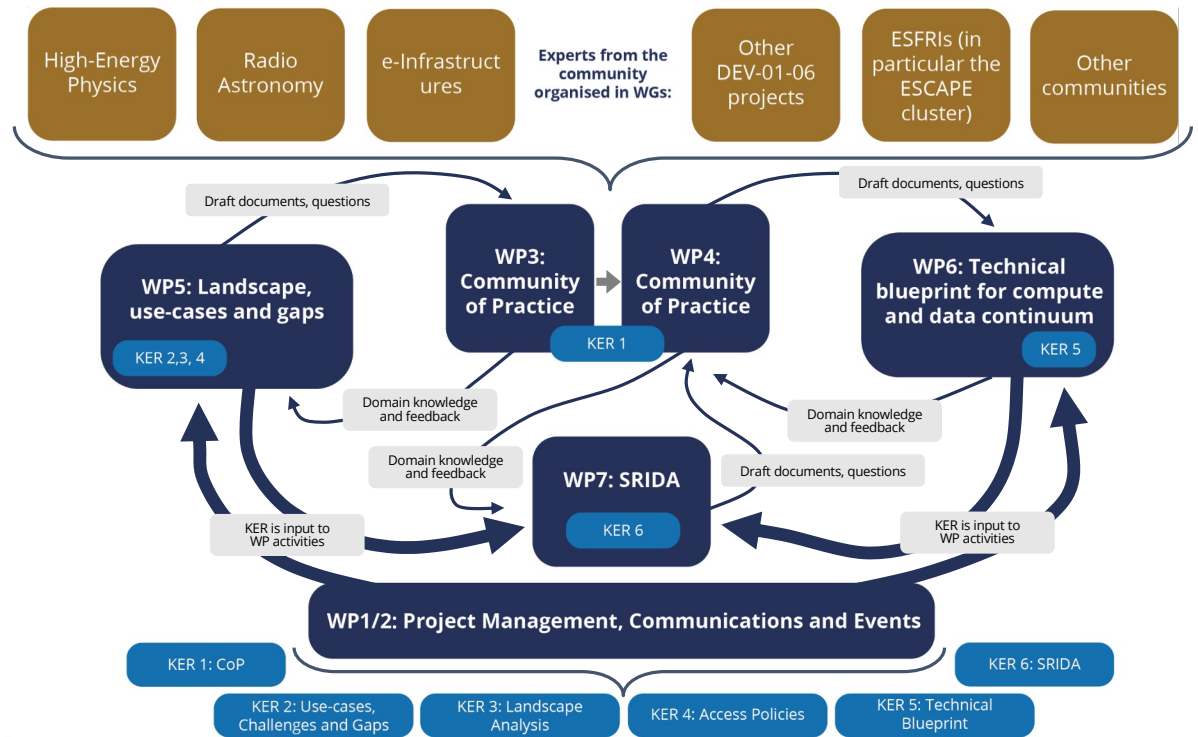 High-Energy
Physics
Radio
Astronomy
e-Infrastruct
ures
Experts from the
community
organised in WGs:
Other
DEV-01-06
projects
ESFRIs (in
particular the
ESCAPE
cluster)
Other
communities
Draft documents, questions
Draft documents, questions
WP5: Landscape,
use-cases and gaps
KER 2,3, 4
WP3:
Community
of Practice
WP4:
Community
of Practice
KER 1
WP6: Technical
blueprint for compute
and data continuum
KER 5
Domain knowledge
and feedback
Domain knowledge
and feedback
Domain knowledge
and feedback
Draft documents, questions
WP7: SRIDA
KER 6
KER is input to
WP activities
KER is input to
WP activities
WP1/2: Project Management, Communications and Events
KER 1: CoP
KER 6: SRIDA
KER 2: Use-cases,
Challenges and Gaps
KER 3: Landscape
Analysis
KER 4: Access Policies
KER 5: Technical
Blueprint